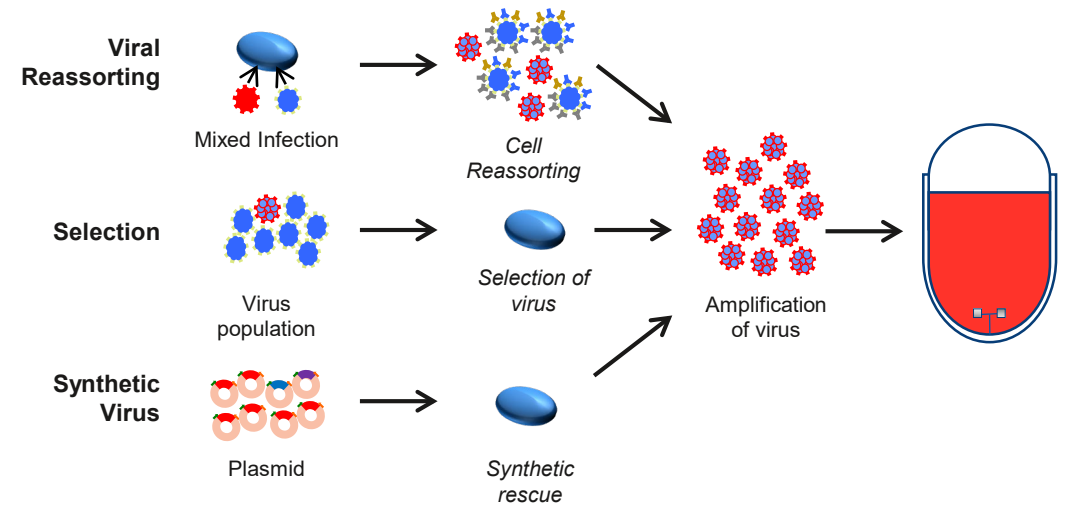 Viral
Reassorting
Mixed Infection
Cell
Reassorting
Selection
Virus
population
Selection of
virus
Amplification
of virus
Synthetic
Virus
Plasmid
Synthetic
rescue